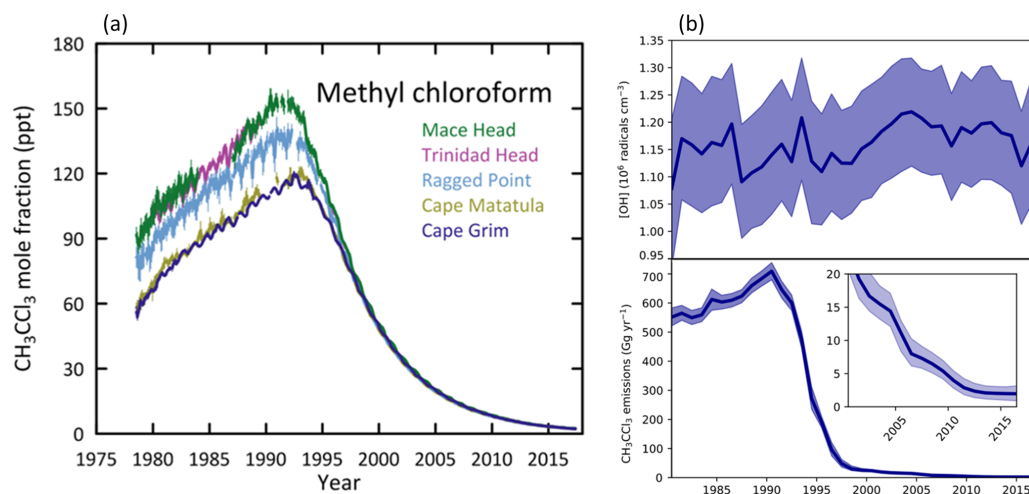 (a)
180
150
120
90
60
30
0
CH₃CCl₃ mole fraction (ppt)
Methyl chloroform
Mace Head
Trinidad Head
Ragged Point
Cape Matatula
Cape Grim
1975 1980 1985 1990 1995 2000 2005 2010 2015
Year
(b)
1.35
1.30
1.25
1.20
1.15
1.10
1.05
1.00
0.95
[OH] (10⁶ radicals cm⁻³)
700
600
500
400
300
200
100
0
CH₃CCl₃ emissions (Gg yr⁻¹)
20
15
10
5
0
2005 2010 2015
1985 1990 1995 2000 2005 2010 2015